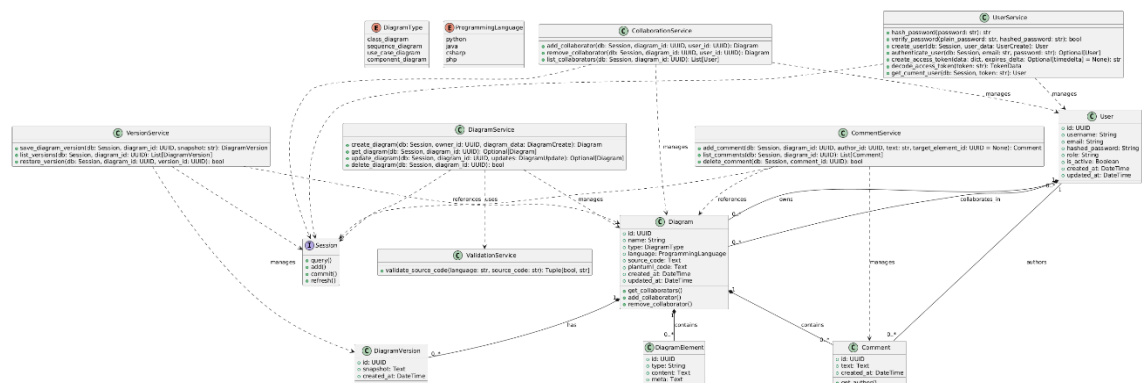 DiagramType
class_diagram
sequence_diagram
use_case_diagram
component_diagram
ProgrammingLanguage
python
java
csharp
php
CollaborationService
add_collaborator(db: Session, diagram_id: UUID, user_id: UUID): Diagram
remove_collaborator(db: Session, diagram_id: UUID, user_id: UUID): Diagram
list_collaborators(db: Session, diagram_id: UUID): List[User]
UserService
hash_password(password: str): str
verify_password(plain_password: str, hashed_password: str): bool
create_user(db: Session, user_data: UserCreate): User
authenticate_user(db: Session, email: str, password: str): Optional[User]
create_access_token(data: dict, expires_delta: Optional[timedelta] = None): str
decode_access_token(token: str): TokenData
get_current_user(db: Session, token: str): User
manages
manages
VersionService
save_diagram_version(db: Session, diagram_id: UUID, snapshot: str): DiagramVersion
list_versions(db: Session, diagram_id: UUID): List[DiagramVersion]
restore_version(db: Session, diagram_id: UUID, version_id: UUID): bool
DiagramService
create_diagram(db: Session, owner_id: UUID, diagram_data: DiagramCreate): Diagram
get_diagram(db: Session, diagram_id: UUID): Optional[Diagram]
update_diagram(db: Session, diagram_id: UUID, updates: DiagramUpdate): Optional[Diagram]
delete_diagram(db: Session, diagram_id: UUID): bool
manages
CommentService
add_comment(db: Session, diagram_id: UUID, author_id: UUID, text: str, target_element_id: UUID = None): Comment
list_comments(db: Session, diagram_id: UUID): List[Comment]
delete_comment(db: Session, comment_id: UUID): bool
User
id: UUID
username: String
email: String
hashed_password: String
role: String
is_active: Boolean
created_at: DateTime
updated_at: DateTime
references
uses
manages
references
owns
collaborates in
1
0..*
1
0..*
0..*
Session
query()
add()
commit()
refresh()
manages
ValidationService
validate_source_code(language: str, source_code: str): Tuple[bool, str]
Diagram
id: UUID
name: String
type: DiagramType
language: ProgrammingLanguage
source_code: Text
plantuml_code: Text
created_at: DateTime
updated_at: DateTime
get_collaborators()
add_collaborator()
remove_collaborator()
manages
authors
1
1
1
has
contains
contains
0..*
0..*
0..*
0..*
DiagramVersion
id: UUID
snapshot: Text
created_at: DateTime
DiagramElement
id: UUID
type: String
content: Text
meta: Text
Comment
id: UUID
text: Text
created_at: DateTime
get_author()